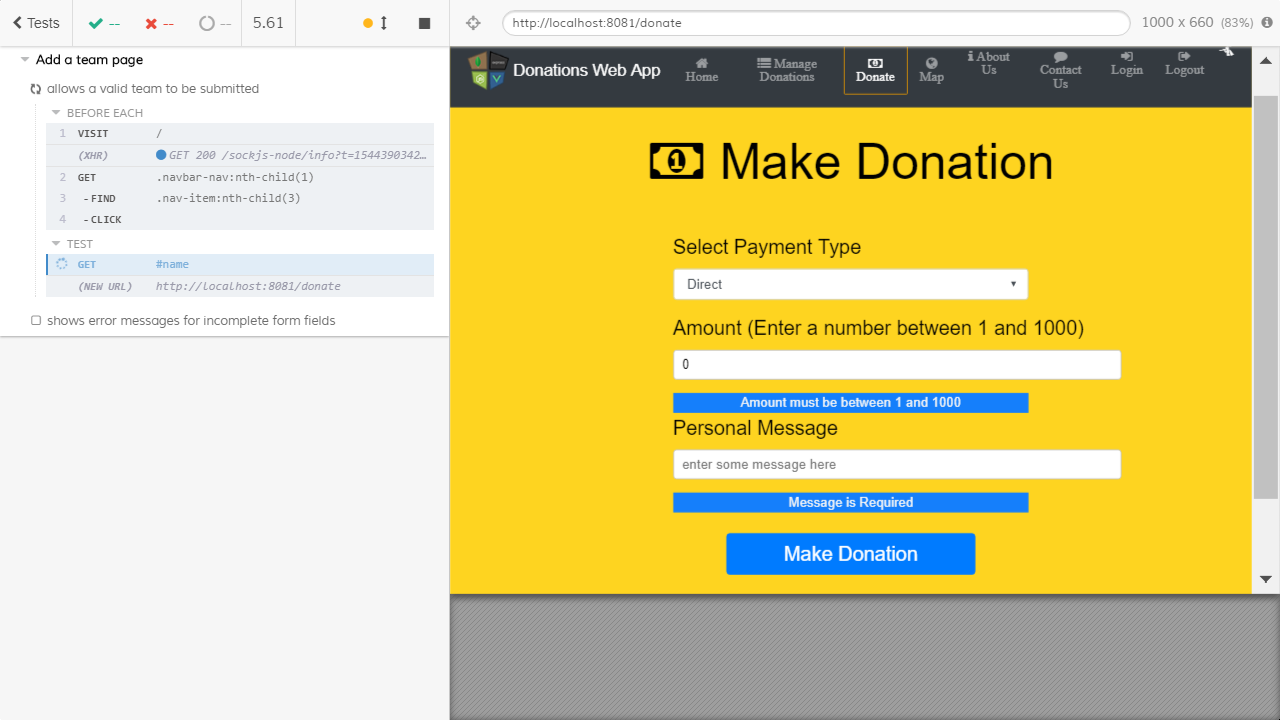 Tests -- -- -- 5.61
http://localhost:8081/donate
1000 x 660 (83%)
Add a team page
allows a valid team to be submitted
BEFORE EACH
1 VISIT /
(XHR) GET 200 /sockjs-node/info?t=1544390342…
2 GET .navbar-nav:nth-child(1)
3 - FIND .nav-item:nth-child(3)
4 - CLICK
TEST
GET #name
(NEW URL) http://localhost:8081/donate
shows error messages for incomplete form fields
Donations Web App
Home
Manage
Donations
Donate
Map
About
Us
Contact
Us
Login
Logout
1 Make Donation
Select Payment Type
Direct
Amount (Enter a number between 1 and 1000)
0
Amount must be between 1 and 1000
Personal Message
enter some message here
Message is Required
Make Donation